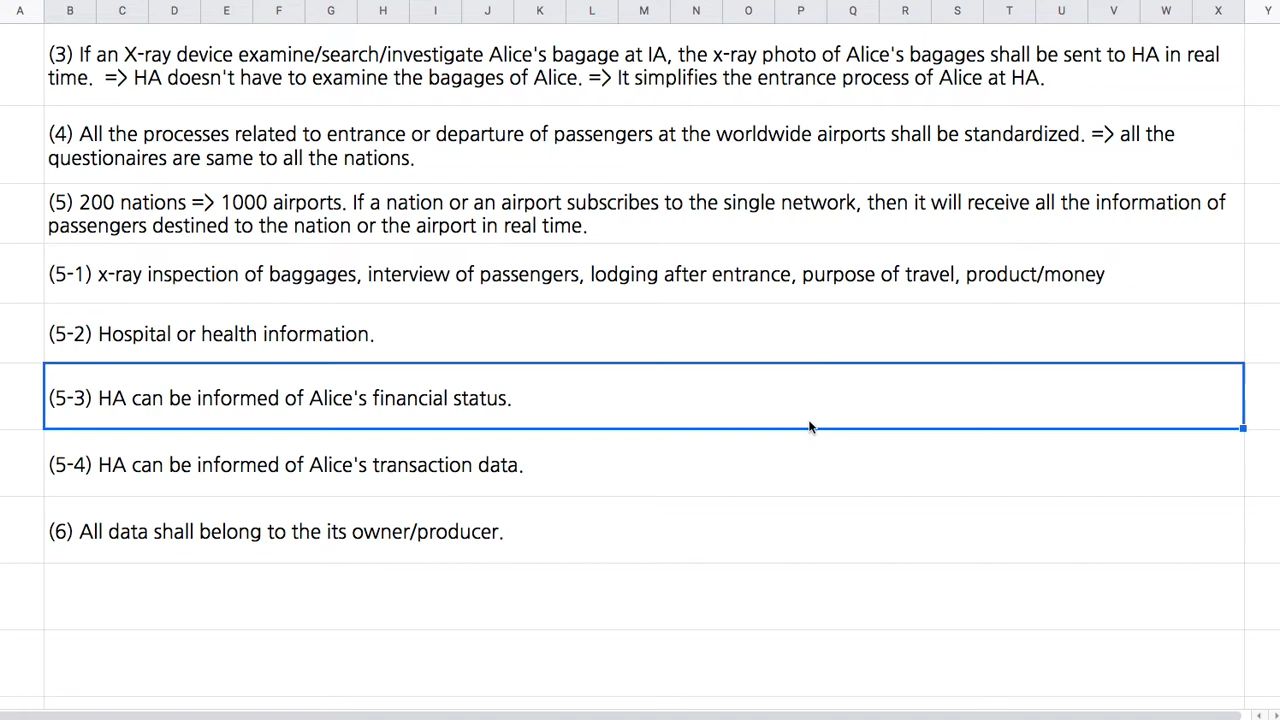 A B C D E F G H I J K L M N O P Q R S T U V W X Y
(3) If an X-ray device examine/search/investigate Alice's bagage at IA, the x-ray photo of Alice's bagages shall be sent to HA in real
time. => HA doesn't have to examine the bagages of Alice. => It simplifies the entrance process of Alice at HA.
(4) All the processes related to entrance or departure of passengers at the worldwide airports shall be standardized. => all the
questionaires are same to all the nations.
(5) 200 nations => 1000 airports. If a nation or an airport subscribes to the single network, then it will receive all the information of
passengers destined to the nation or the airport in real time.
(5-1) x-ray inspection of baggages, interview of passengers, lodging after entrance, purpose of travel, product/money
(5-2) Hospital or health information.
(5-3) HA can be informed of Alice's financial status.
(5-4) HA can be informed of Alice's transaction data.
(6) All data shall belong to the its owner/producer.